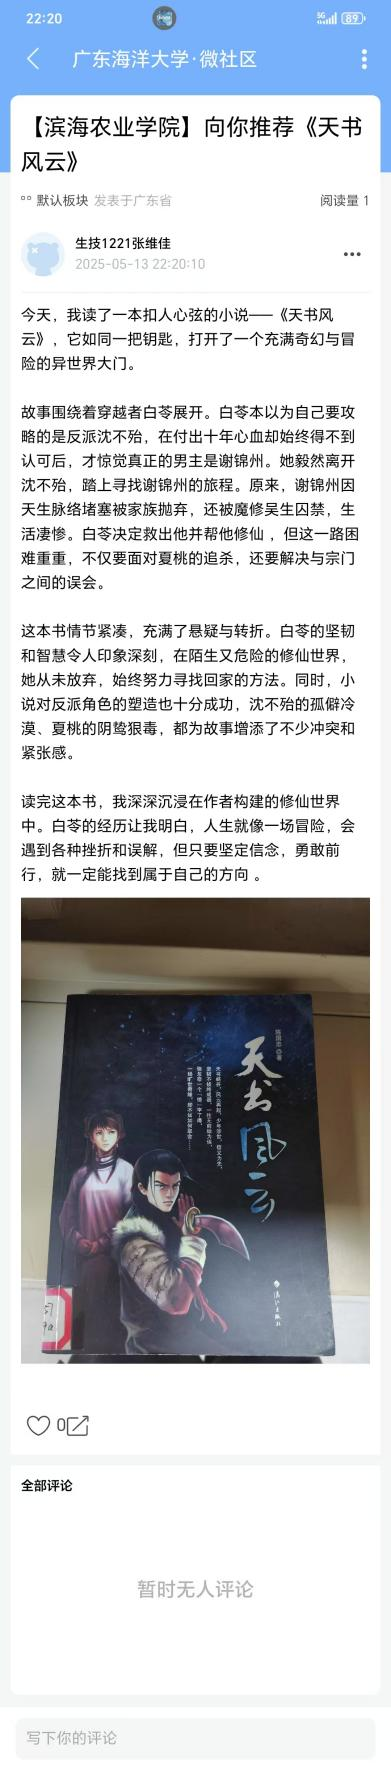 22:20
5G 89
广东海洋大学·微社区
【滨海农业学院】向你推荐《天书
风云》
默认板块 发表于广东省 阅读量 1
生技1221张维佳
2025-05-13 22:20:10
今天，我读了一本扣人心弦的小说——《天书风
云》，它如同一把钥匙，打开了一个充满奇幻与冒
险的异世界大门。
故事围绕着穿越者白苓展开。白苓本以为自己要攻
略的是反派沈不殆，在付出十年心血却始终得不到
认可后，才惊觉真正的男主是谢锦州。她毅然离开
沈不殆，踏上寻找谢锦州的旅程。原来，谢锦州因
天生脉络堵塞被家族抛弃，还被魔修吴生囚禁，生
活凄惨。白苓决定救出他并帮他修仙 ，但这一路困
难重重，不仅要面对夏桃的追杀，还要解决与宗门
之间的误会。
这本书情节紧凑，充满了悬疑与转折。白苓的坚韧
和智慧令人印象深刻，在陌生又危险的修仙世界，
她从未放弃，始终努力寻找回家的方法。同时，小
说对反派角色的塑造也十分成功，沈不殆的孤僻冷
漠、夏桃的阴鸷狠毒，都为故事增添了不少冲突和
紧张感。
读完这本书，我深深沉浸在作者构建的修仙世界
中。白苓的经历让我明白，人生就像一场冒险，会
遇到各种挫折和误解，但只要坚定信念，勇敢前
行，就一定能找到属于自己的方向 。
天书
风云
0
全部评论
暂时无人评论
写下你的评论